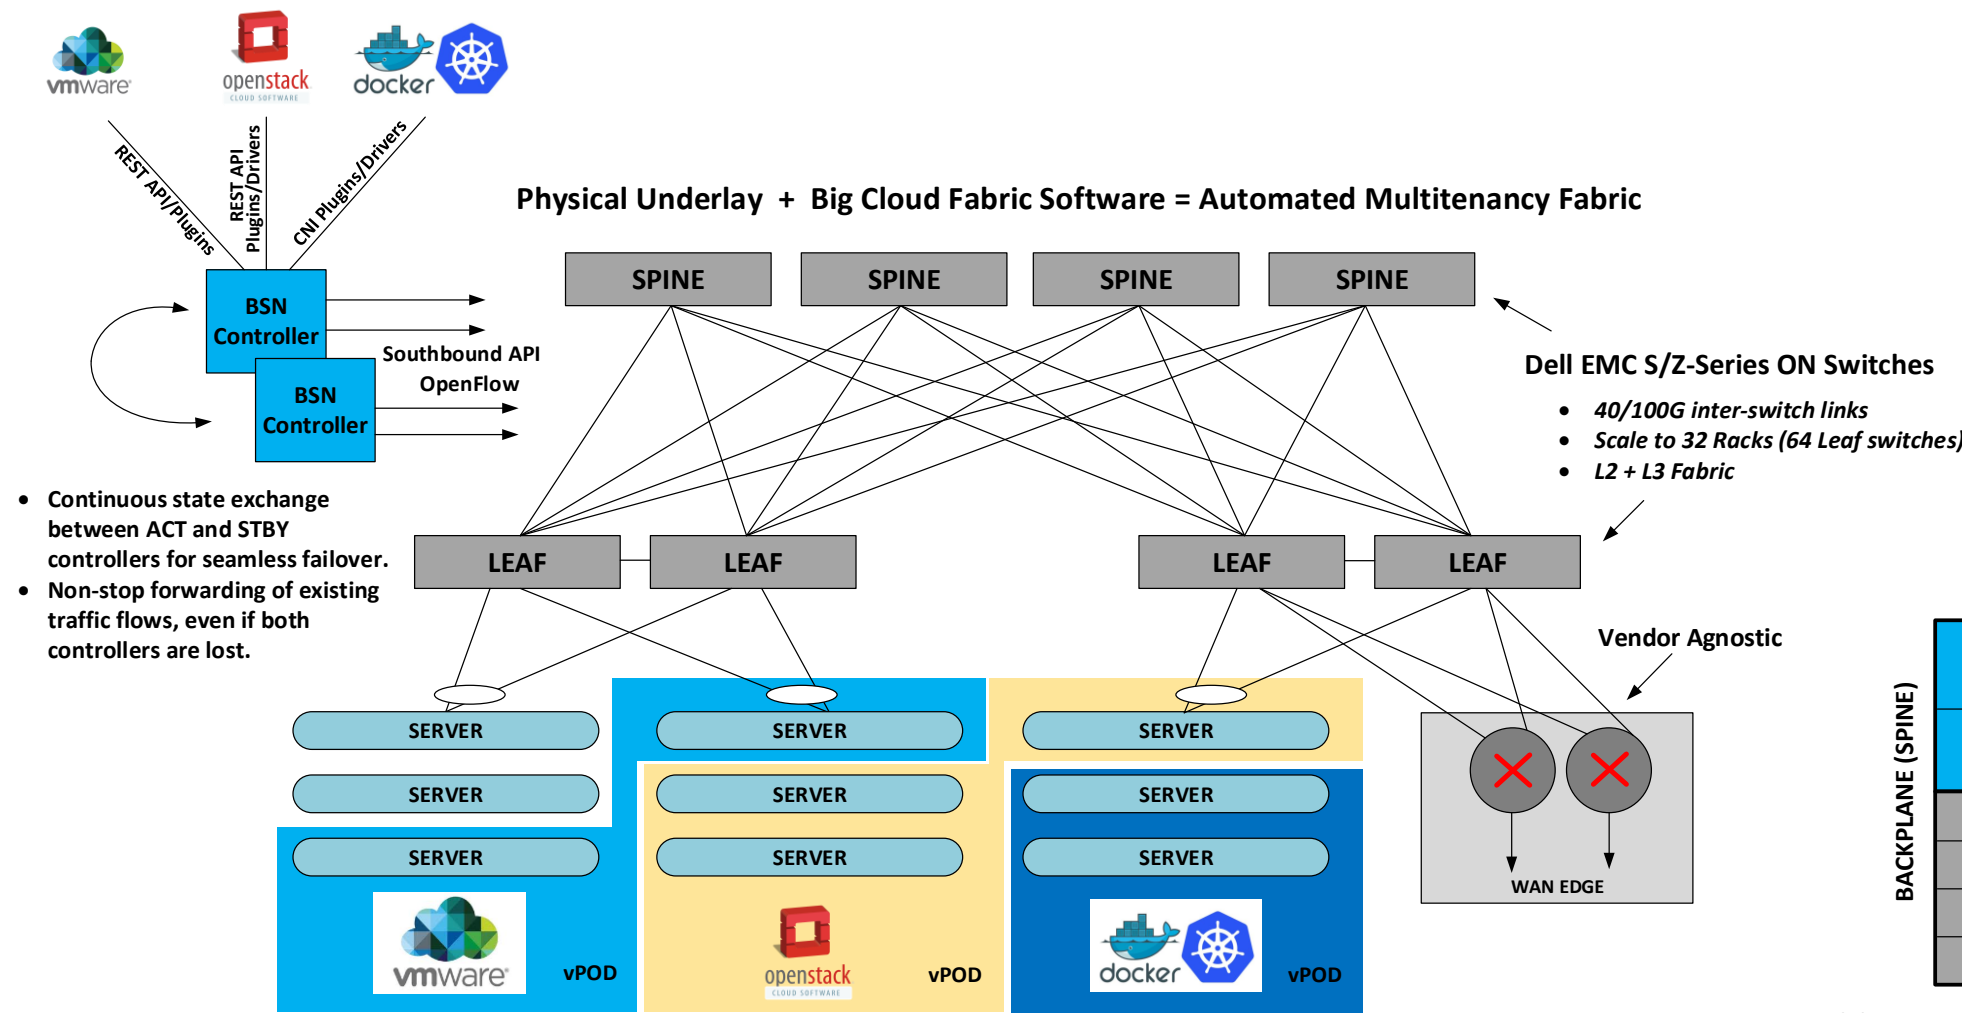 vmware
openstack
CLOUD SOFTWARE
docker
REST API/Plugins
REST API
Plugins/Drivers
CNI Plugins/Drivers
Physical Underlay + Big Cloud Fabric Software = Automated Multitenancy Fabric
BSN
Controller
BSN
Controller
Southbound API
OpenFlow
SPINE
SPINE
SPINE
SPINE
Dell EMC S/Z-Series ON Switches
• 40/100G inter-switch links
• Scale to 32 Racks (64 Leaf switches)
• L2 + L3 Fabric
• Continuous state exchange
between ACT and STBY
controllers for seamless failover.
• Non-stop forwarding of existing
traffic flows, even if both
controllers are lost.
LEAF
LEAF
LEAF
LEAF
Vendor Agnostic
SERVER
SERVER
SERVER
SERVER
SERVER
SERVER
SERVER
SERVER
SERVER
WAN EDGE
vmware
vPOD
openstack
CLOUD SOFTWARE
vPOD
docker
vPOD
BACKPLANE (SPINE)